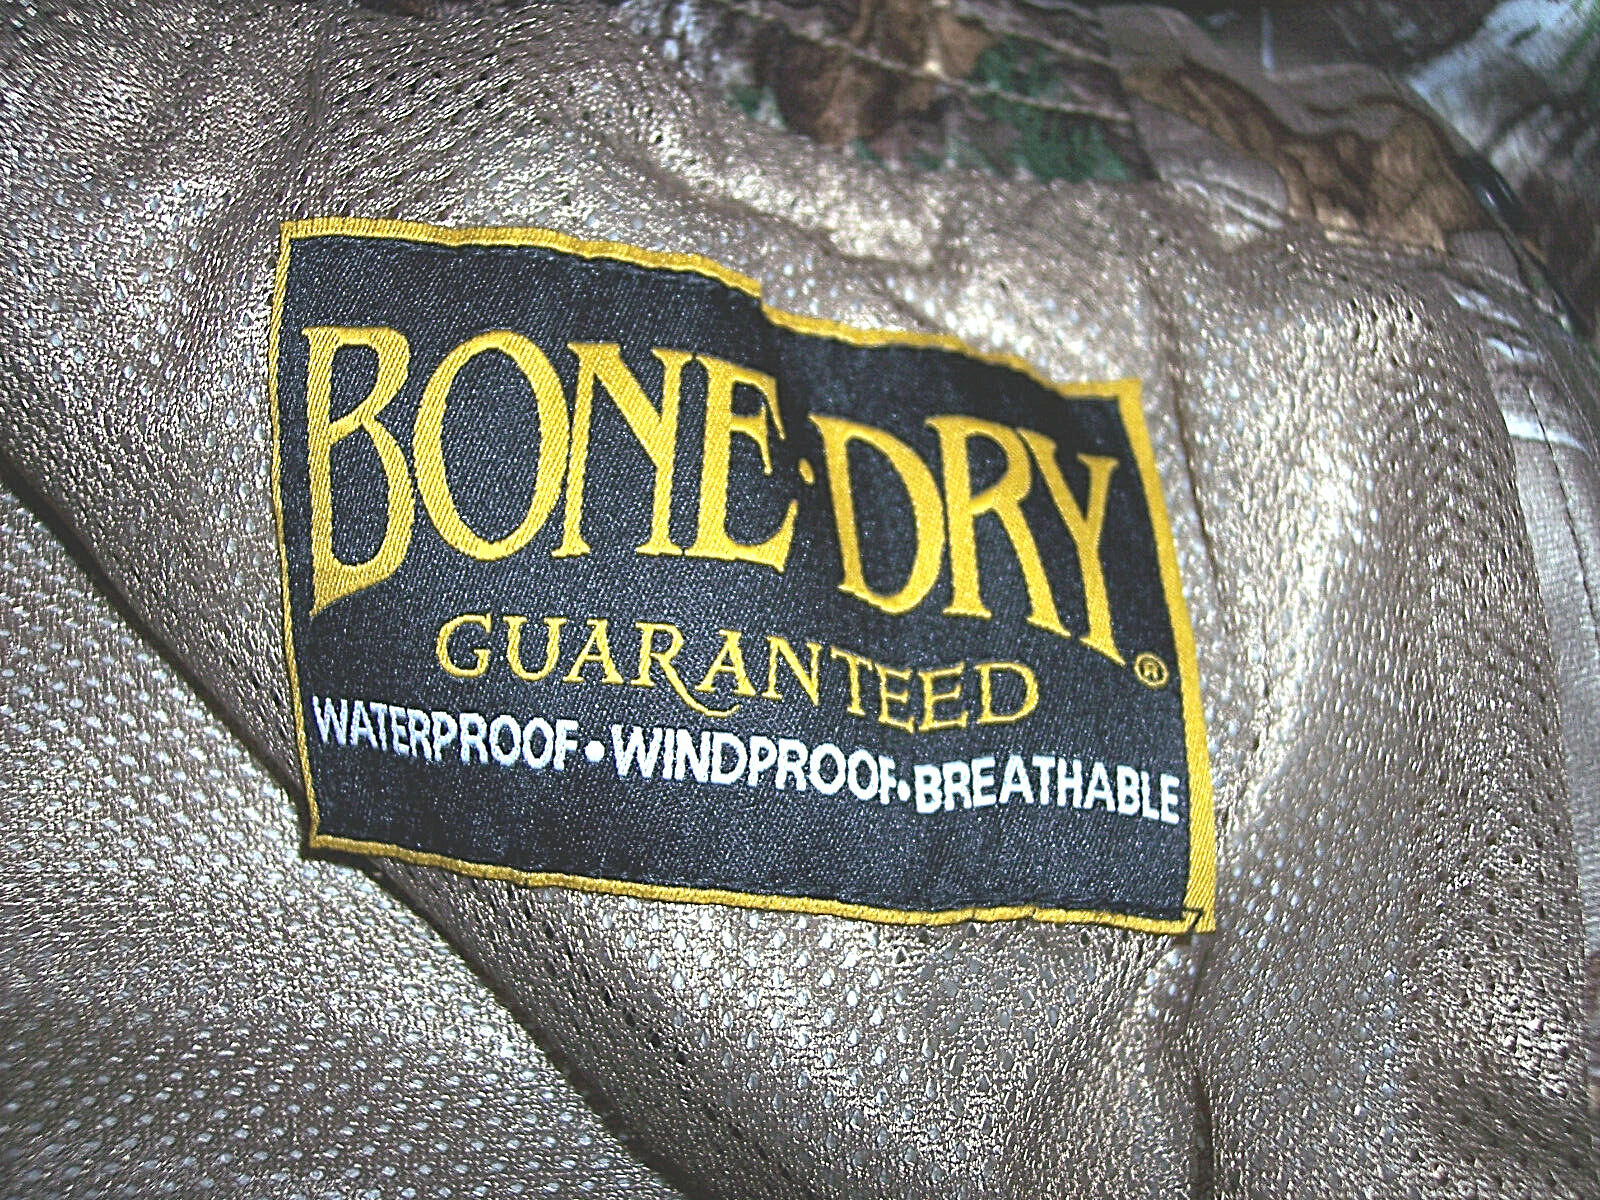 BONE·DRY
GUARANTEED ®
WATERPROOF•WINDPROOF•BREATHABLE